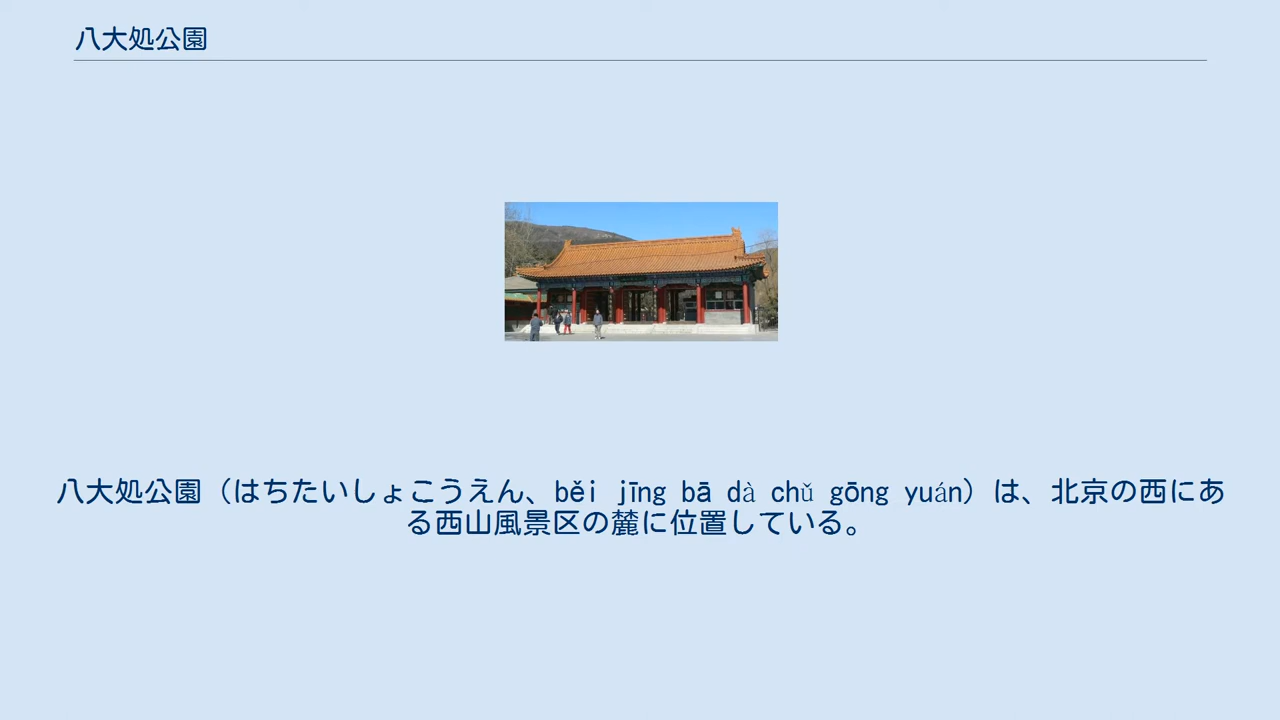 八大処公園
八大処公園（はちたいしょこうえん、běi jīng bā dà chǔ gōng yuán）は、北京の西にあ
る西山風景区の麓に位置している。